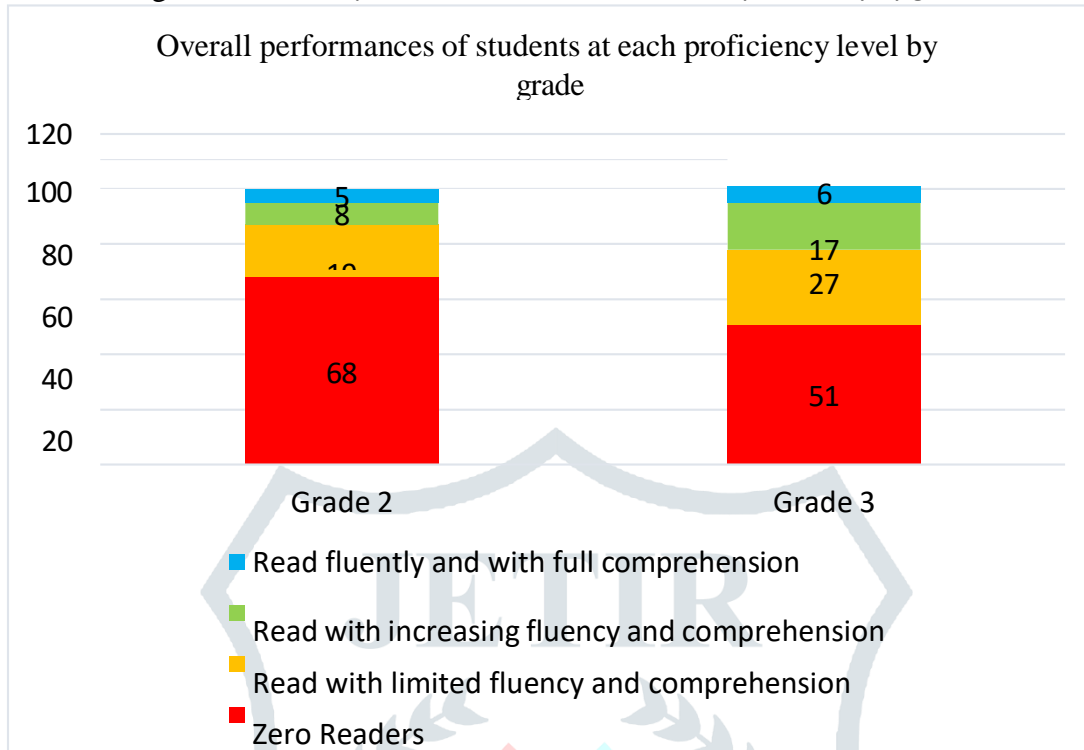 Overall performances of students at each proficiency level by
grade
120
100
80
60
40
20
5
8
68
6
17
27
51
Grade 2
Grade 3
Read fluently and with full comprehension
Read with increasing fluency and comprehension
Read with limited fluency and comprehension
Zero Readers
JETIR